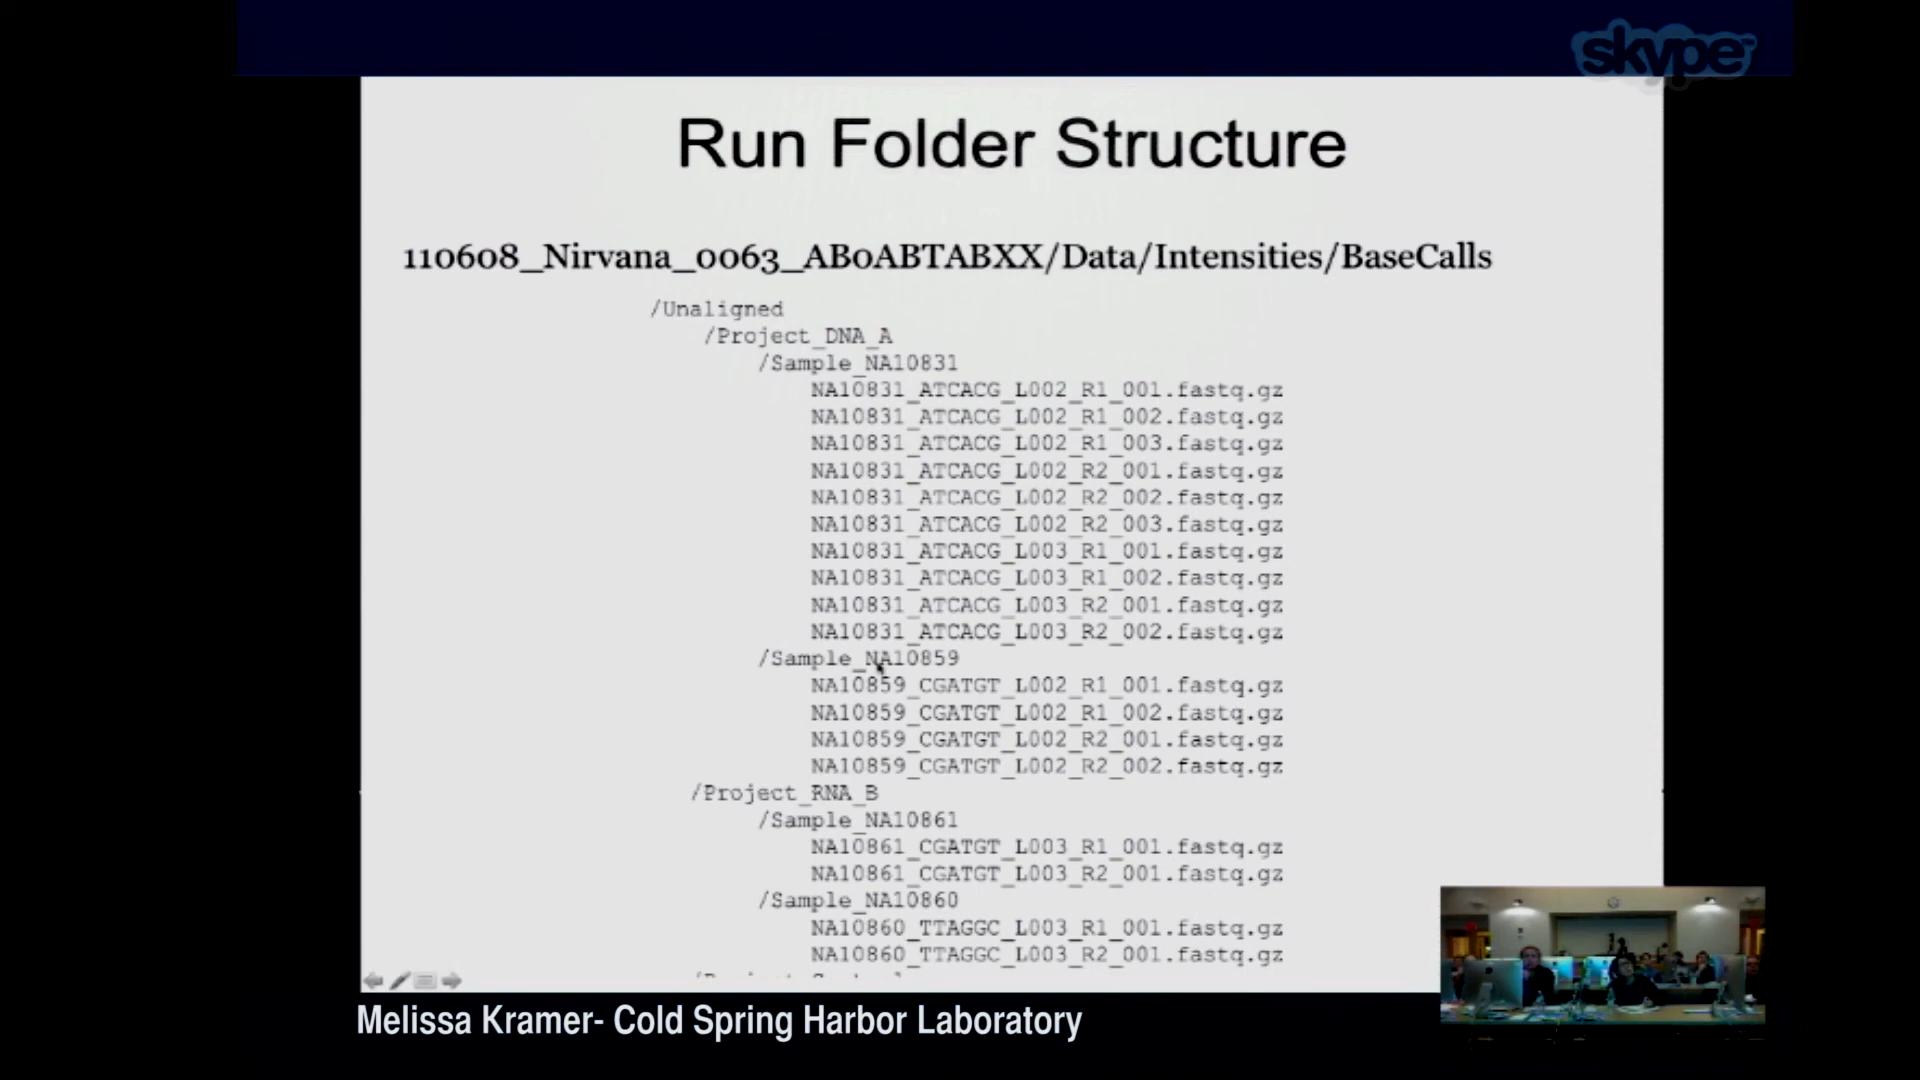 skype™
Run Folder Structure
110608_Nirvana_0063_AB0ABTABXX/Data/Intensities/BaseCalls
/Unaligned
/Project_DNA_A
/Sample_NA10831
NA10831_ATCACG_L002_R1_001.fastq.gz
NA10831_ATCACG_L002_R1_002.fastq.gz
NA10831_ATCACG_L002_R1_003.fastq.gz
NA10831_ATCACG_L002_R2_001.fastq.gz
NA10831_ATCACG_L002_R2_002.fastq.gz
NA10831_ATCACG_L002_R2_003.fastq.gz
NA10831_ATCACG_L003_R1_001.fastq.gz
NA10831_ATCACG_L003_R1_002.fastq.gz
NA10831_ATCACG_L003_R2_001.fastq.gz
NA10831_ATCACG_L003_R2_002.fastq.gz
/Sample_NA10859
NA10859_CGATGT_L002_R1_001.fastq.gz
NA10859_CGATGT_L002_R1_002.fastq.gz
NA10859_CGATGT_L002_R2_001.fastq.gz
NA10859_CGATGT_L002_R2_002.fastq.gz
/Project_RNA_B
/Sample_NA10861
NA10861_CGATGT_L003_R1_001.fastq.gz
NA10861_CGATGT_L003_R2_001.fastq.gz
/Sample_NA10860
NA10860_TTAGGC_L003_R1_001.fastq.gz
NA10860_TTAGGC_L003_R2_001.fastq.gz
Melissa Kramer- Cold Spring Harbor Laboratory